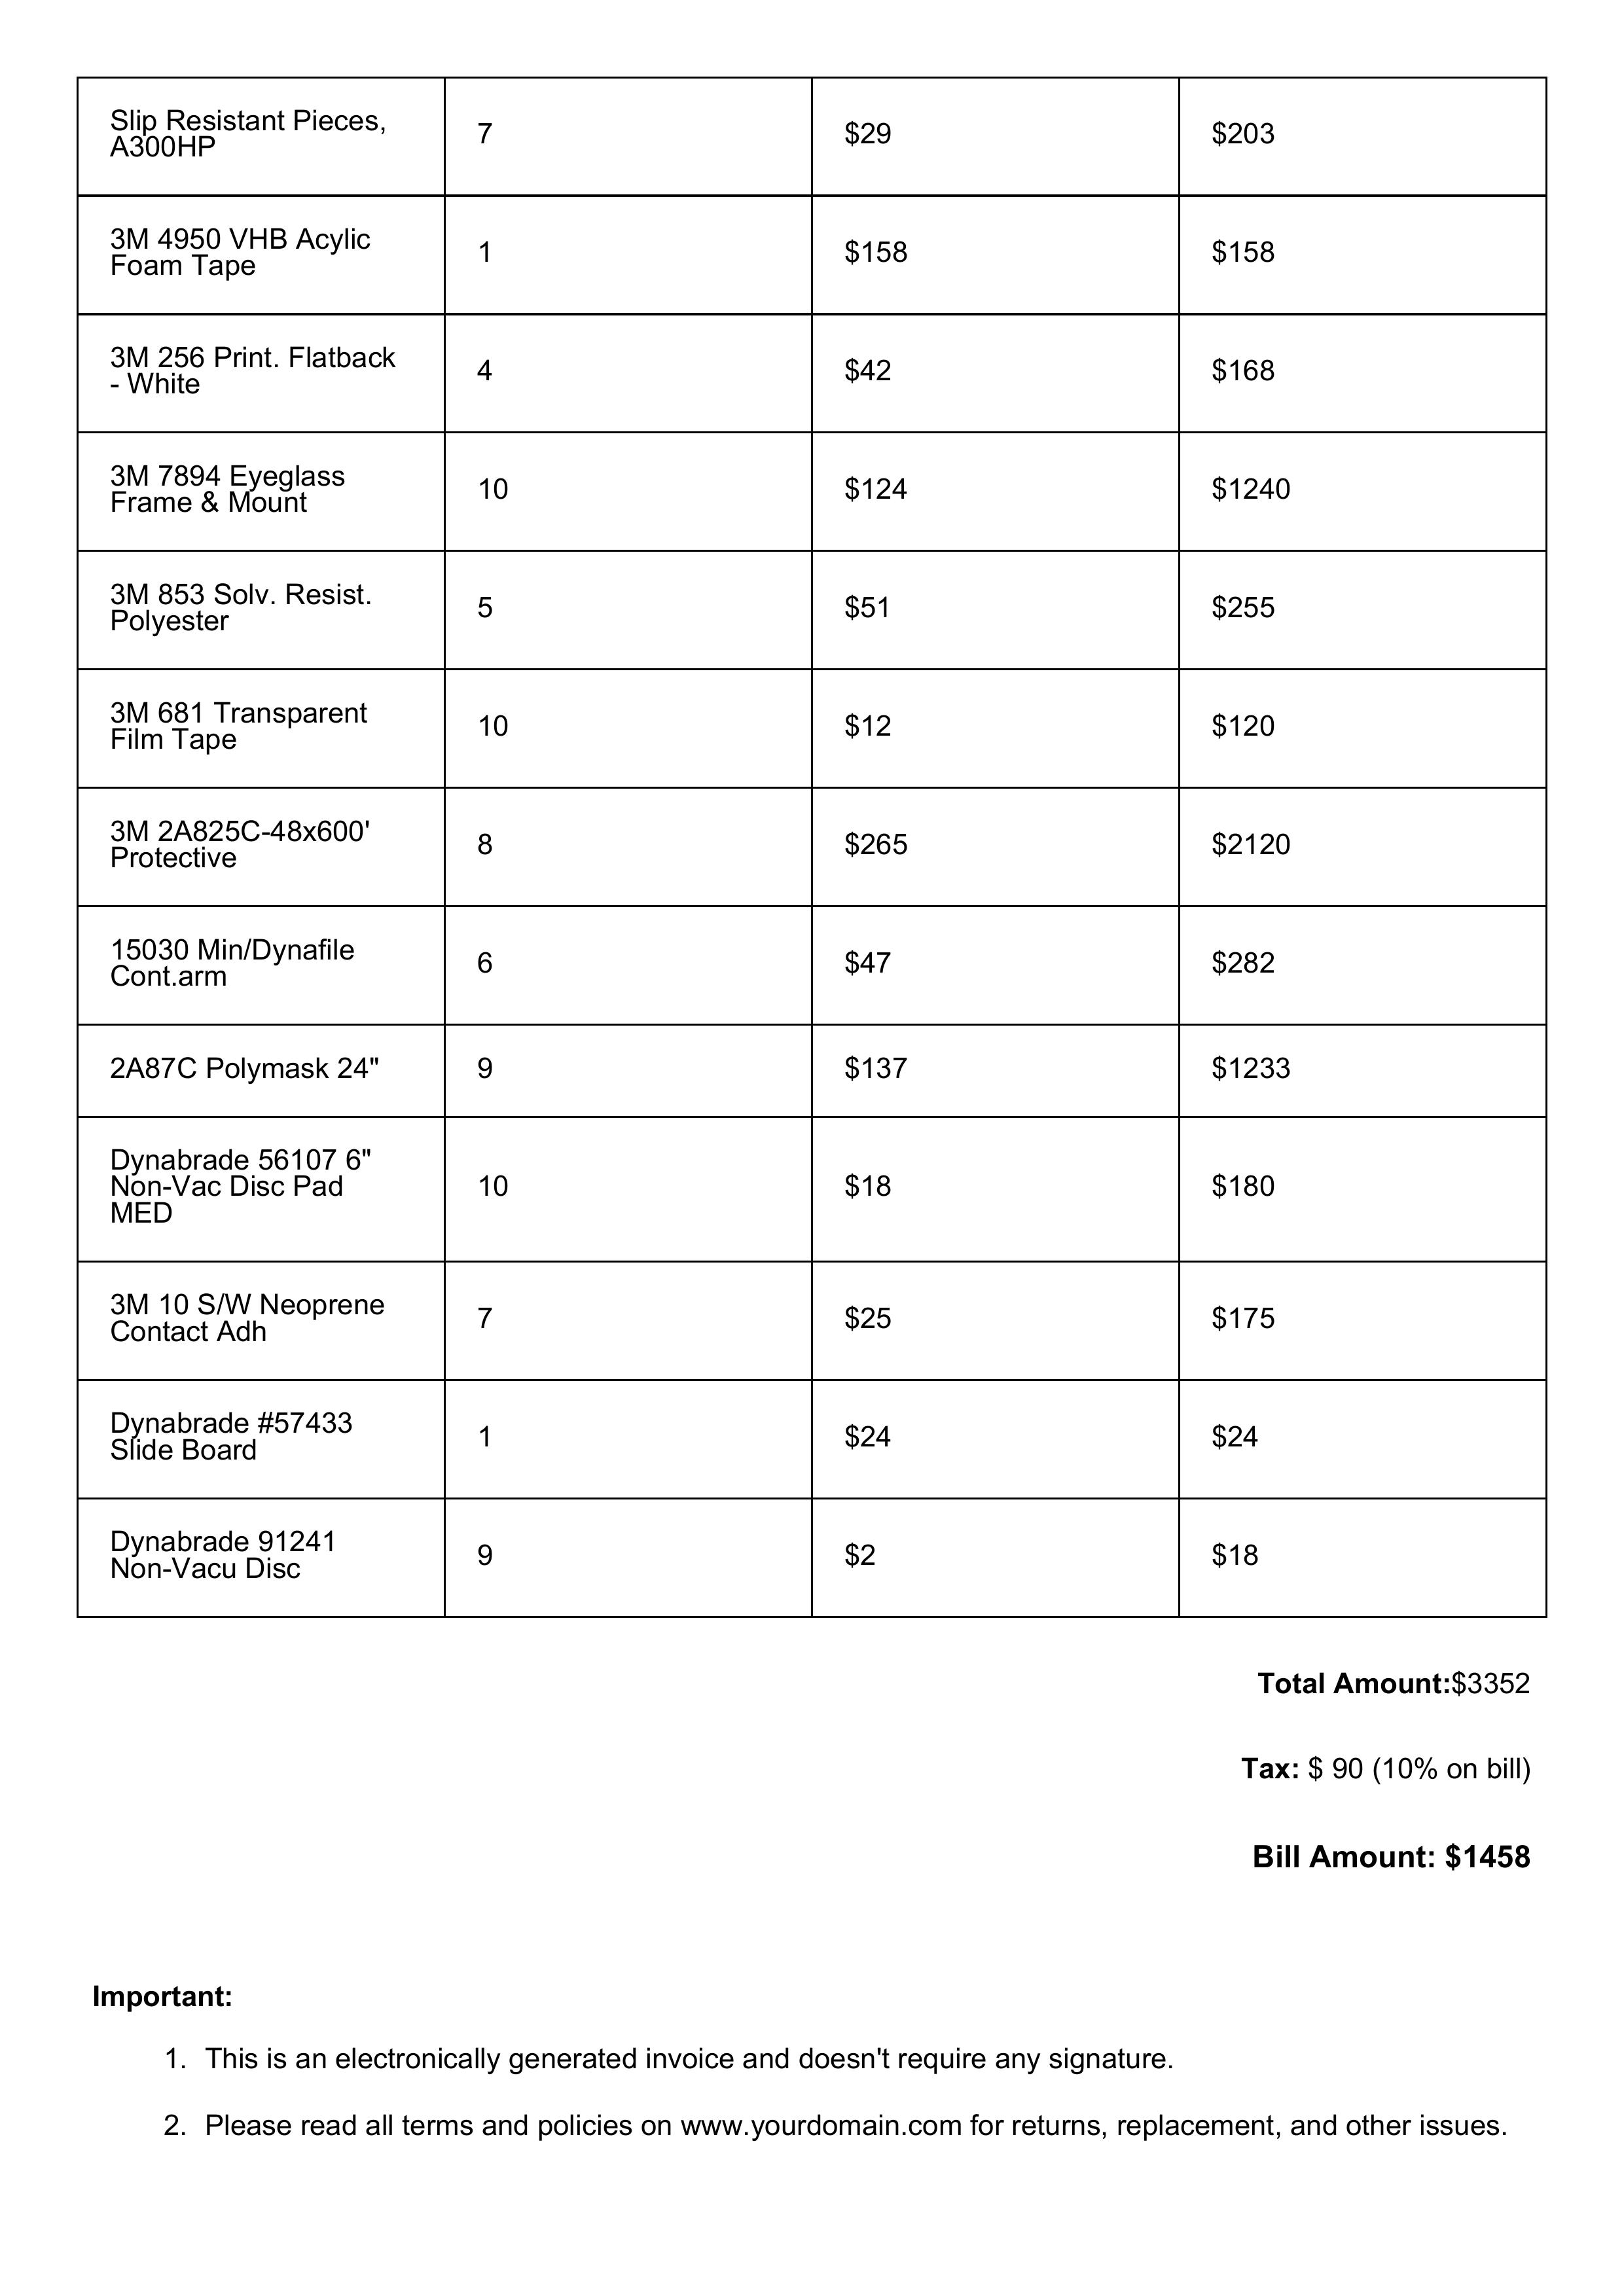 Slip Resistant Pieces,
A300HP
7
$29
$203
3M 4950 VHB Acylic
Foam Tape
1
$158
$158
3M 256 Print. Flatback
- White
4
$42
$168
3M 7894 Eyeglass
Frame & Mount
10
$124
$1240
3M 853 Solv. Resist.
Polyester
5
$51
$255
3M 681 Transparent
Film Tape
10
$12
$120
3M 2A825C-48x600'
Protective
8
$265
$2120
15030 Min/Dynafile
Cont.arm
6
$47
$282
2A87C Polymask 24"
9
$137
$1233
Dynabrade 56107 6"
Non-Vac Disc Pad
MED
10
$18
$180
3M 10 S/W Neoprene
Contact Adh
7
$25
$175
Dynabrade #57433
Slide Board
1
$24
$24
Dynabrade 91241
Non-Vacu Disc
9
$2
$18
Total Amount:$3352
Tax: $ 90 (10% on bill)
Bill Amount: $1458
Important:
1. This is an electronically generated invoice and doesn't require any signature.
2. Please read all terms and policies on www.yourdomain.com for returns, replacement, and other issues.